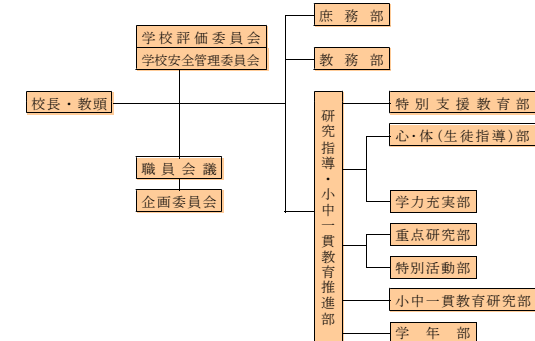 庶務部
学校評価委員会
学校安全管理委員会
教務部
校長・教頭
研究指導・小中一貫教育推進部
特別支援教育部
心・体(生徒指導)部
職員会議
企画委員会
学力充実部
重点研究部
特別活動部
小中一貫教育研究部
学年部